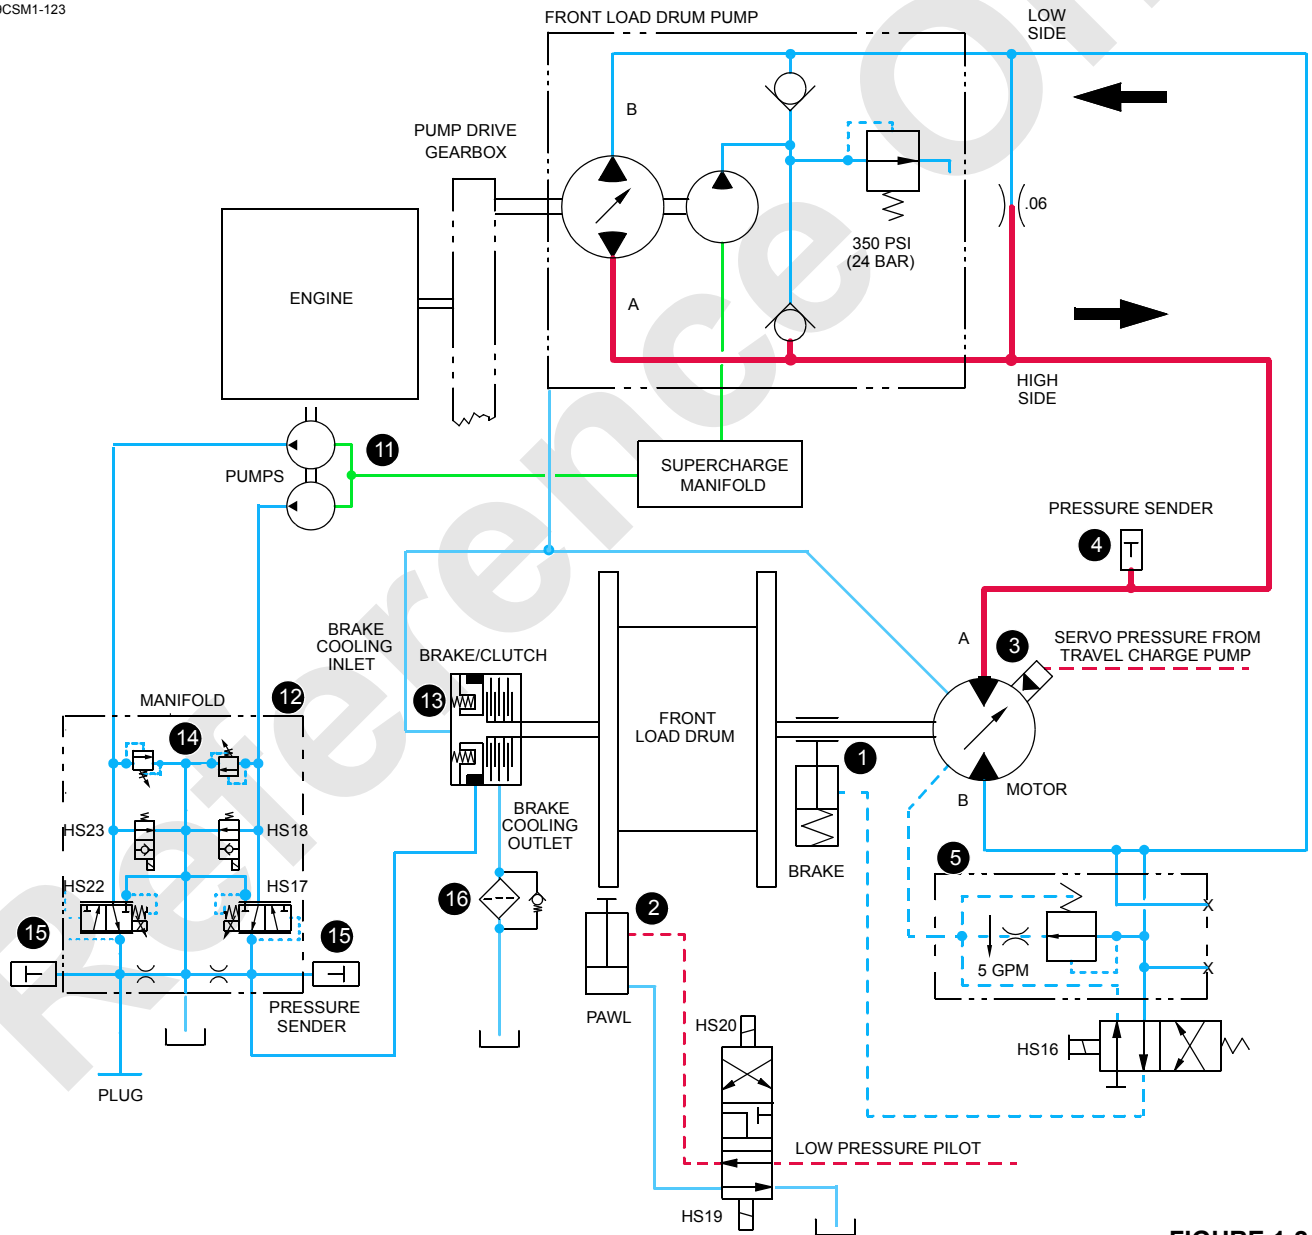 9CSM1-123
FRONT LOAD DRUM PUMP
LOW
SIDE
B
PUMP DRIVE
GEARBOX
.06
350 PSI
(24 BAR)
ENGINE
A
HIGH
SIDE
11
PUMPS
SUPERCHARGE
MANIFOLD
PRESSURE SENDER
4
BRAKE
COOLING
INLET
BRAKE/CLUTCH
A
3
SERVO PRESSURE FROM
TRAVEL CHARGE PUMP
MANIFOLD
12
13
14
FRONT
LOAD DRUM
1
MOTOR
B
HS23
HS18
BRAKE
COOLING
OUTLET
BRAKE
5
HS22
HS17
16
2
X
15
15
5 GPM
X
PRESSURE
SENDER
PAWL
HS20
HS16
PLUG
LOW PRESSURE PILOT
HS19
Reference On